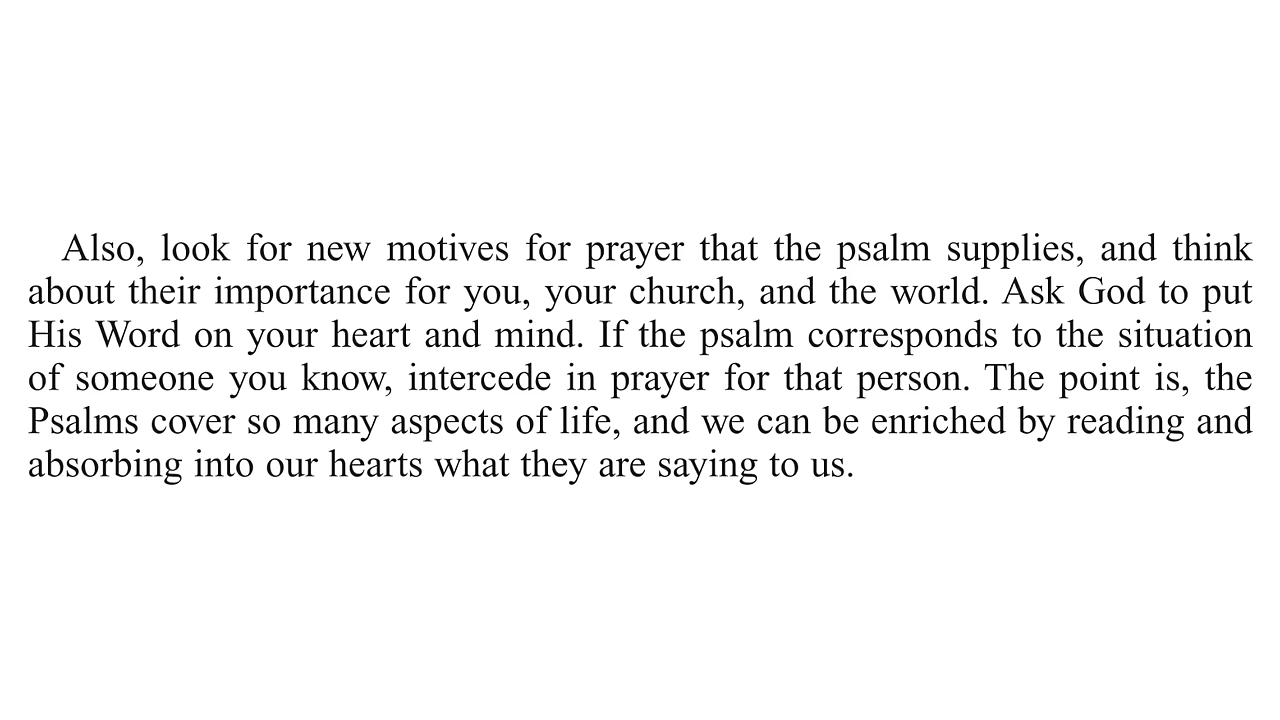 Also, look for new motives for prayer that the psalm supplies, and think
about their importance for you, your church, and the world. Ask God to put
His Word on your heart and mind. If the psalm corresponds to the situation
of someone you know, intercede in prayer for that person. The point is, the
Psalms cover so many aspects of life, and we can be enriched by reading and
absorbing into our hearts what they are saying to us.